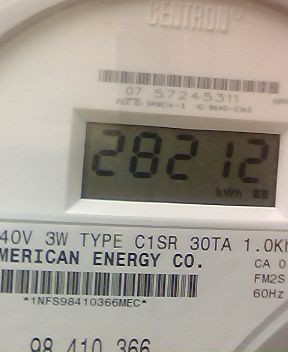 CENTRON®
07 57245311
28212
kWh
40V 3W TYPE C1SR 30TA 1.0Kh
MERICAN ENERGY CO.
CA 0
FM2S
60Hz
*1NFS98410366MEC*
98 410 366